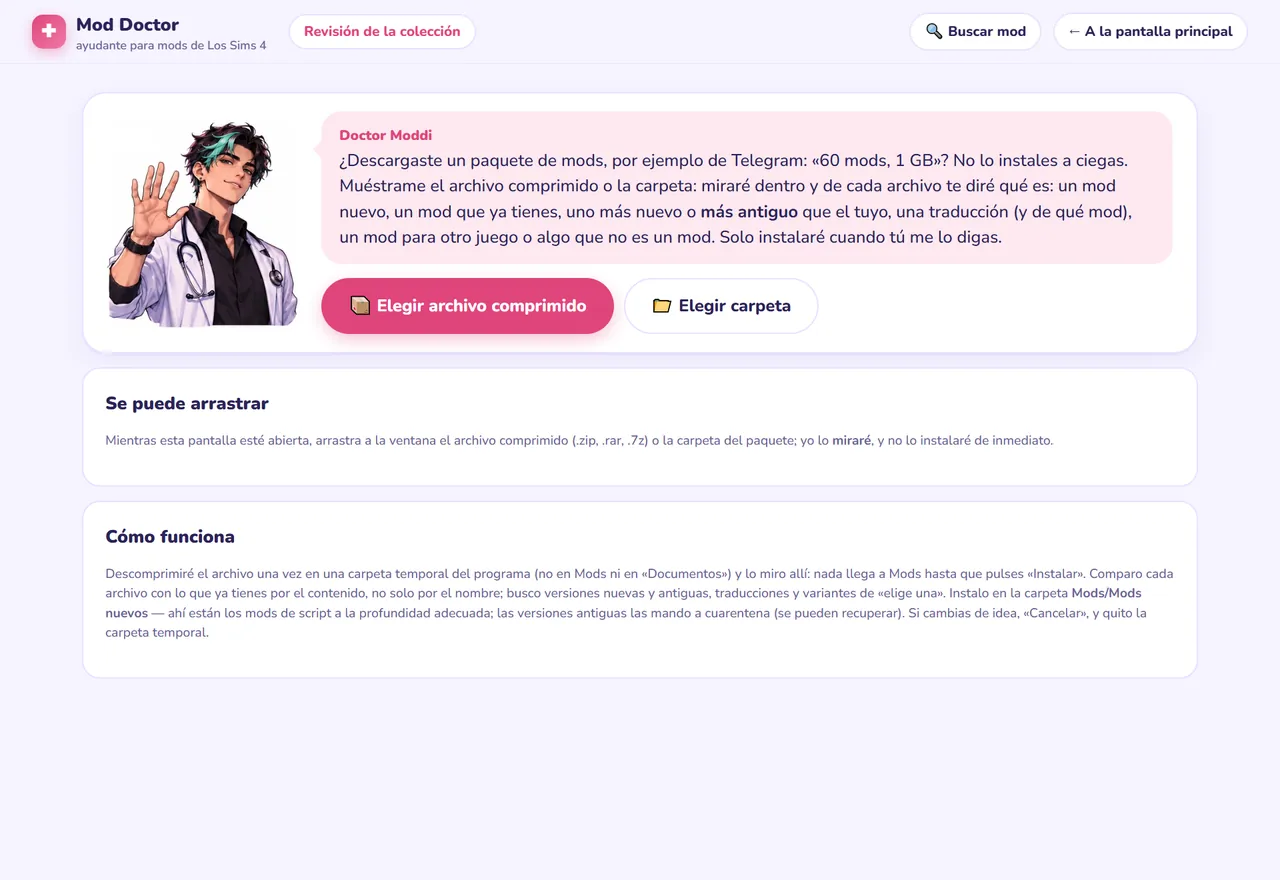 Mod Doctor
ayudante para mods de Los Sims 4
Revisión de la colección
🔍 Buscar mod
← A la pantalla principal
Doctor Moddi
¿Descargaste un paquete de mods, por ejemplo de Telegram: «60 mods, 1 GB»? No lo instales a ciegas.
Muéstrame el archivo comprimido o la carpeta: miraré dentro y de cada archivo te diré qué es: un mod
nuevo, un mod que ya tienes, uno más nuevo o más antiguo que el tuyo, una traducción (y de qué mod),
un mod para otro juego o algo que no es un mod. Solo instalaré cuando tú me lo digas.
📦 Elegir archivo comprimido
📁 Elegir carpeta
Se puede arrastrar
Mientras esta pantalla esté abierta, arrastra a la ventana el archivo comprimido (.zip, .rar, .7z) o la carpeta del paquete; yo lo miraré, y no lo instalaré de inmediato.
Cómo funciona
Descomprimiré el archivo una vez en una carpeta temporal del programa (no en Mods ni en «Documentos») y lo miro allí: nada llega a Mods hasta que pulses «Instalar». Comparo cada
archivo con lo que ya tienes por el contenido, no solo por el nombre; busco versiones nuevas y antiguas, traducciones y variantes de «elige una». Instalo en la carpeta Mods/Mods
nuevos — ahí están los mods de script a la profundidad adecuada; las versiones antiguas las mando a cuarentena (se pueden recuperar). Si cambias de idea, «Cancelar», y quito la
carpeta temporal.